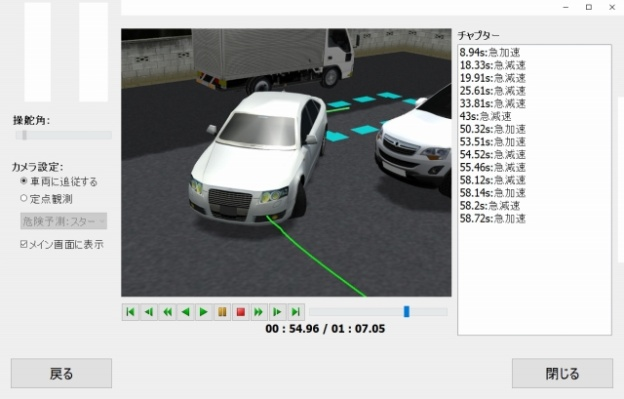 チャプター
8.94s:急加速
18.33s:急減速
19.91s:急減速
25.61s:急減速
33.81s:急加速
43s:急減速
50.32s:急加速
53.51s:急加速
54.52s:急減速
55.46s:急減速
58.12s:急減速
58.14s:急加速
58.2s:急減速
58.72s:急加速
操舵角:
カメラ設定:
車両に追従する
定点観測
危険予測:スター
メイン画面に表示
00 : 54.96 / 01 : 07.05
戻る
閉じる